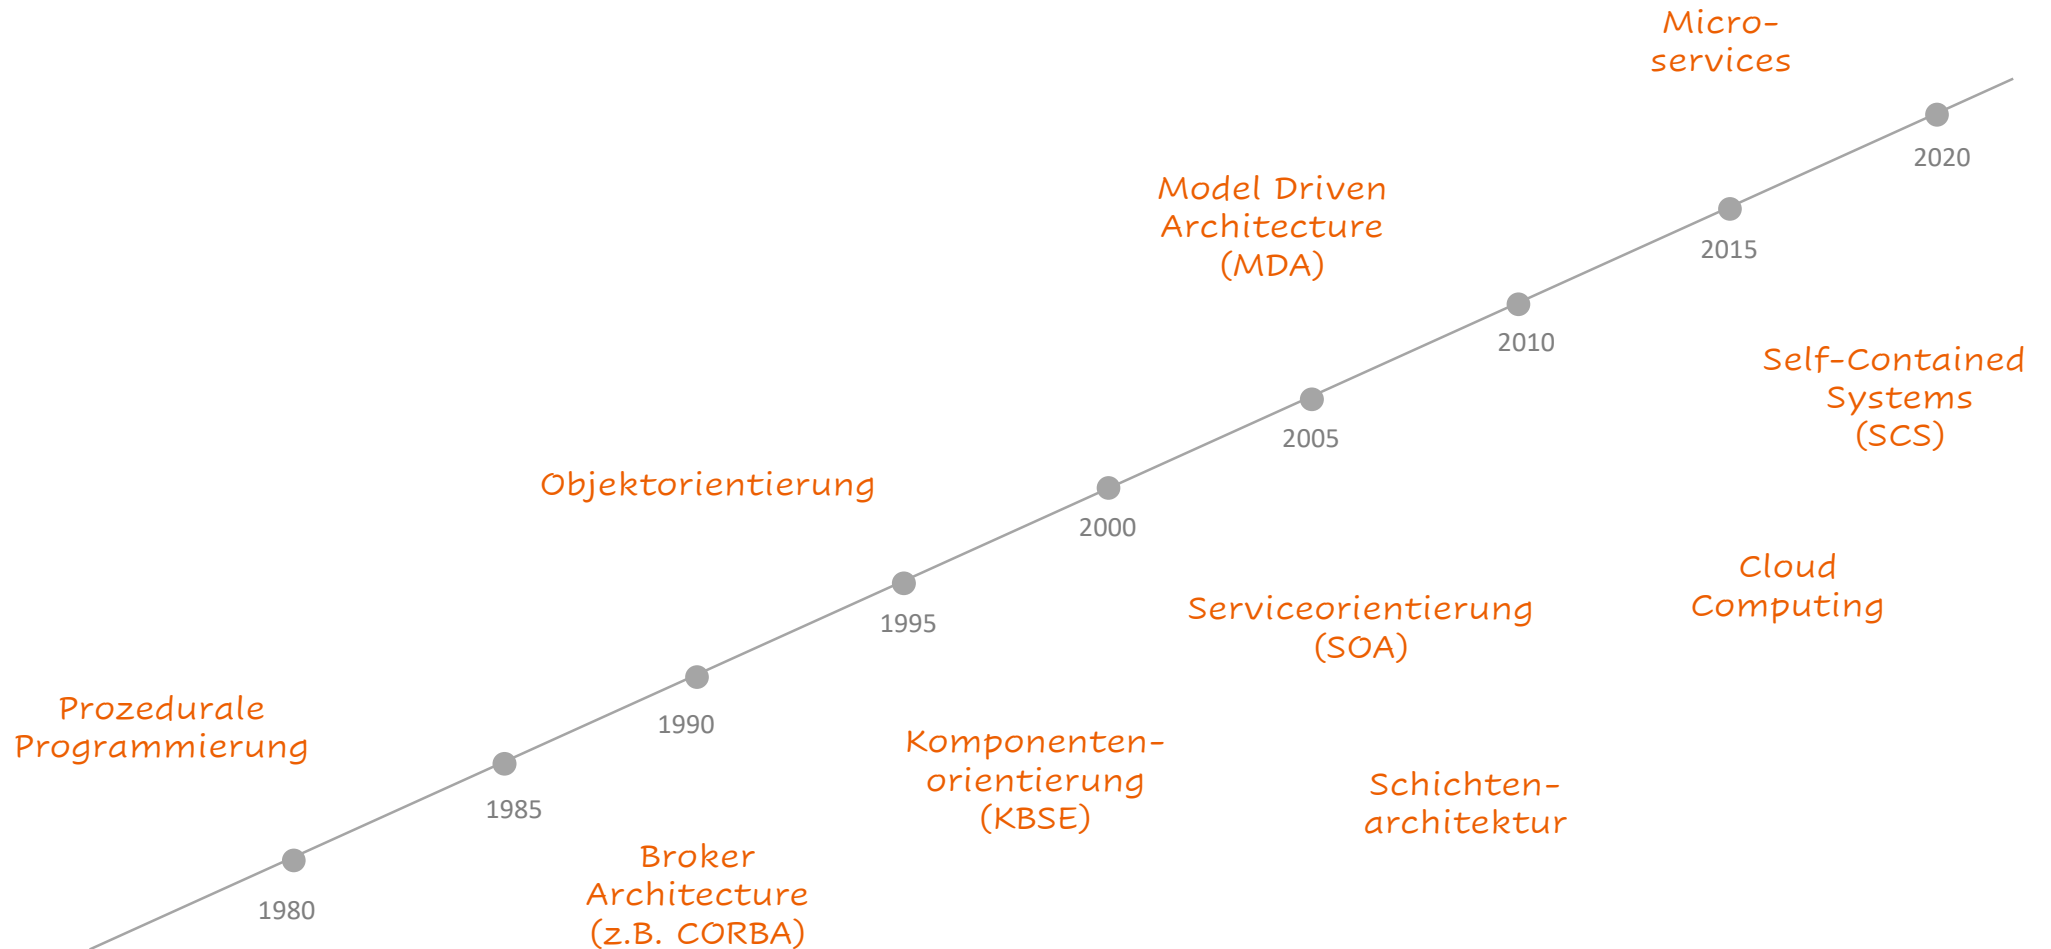 Micro-
services
2020
Model Driven
Architecture
(MDA)
2015
2010
Self-Contained
Systems
(SCS)
2005
Objektorientierung
2000
Cloud
Computing
Serviceorientierung
(SOA)
1995
Prozedurale
Programmierung
1990
Komponenten-
orientierung
(KBSE)
Schichten-
architektur
1985
Broker
Architecture
(z.B. CORBA)
1980